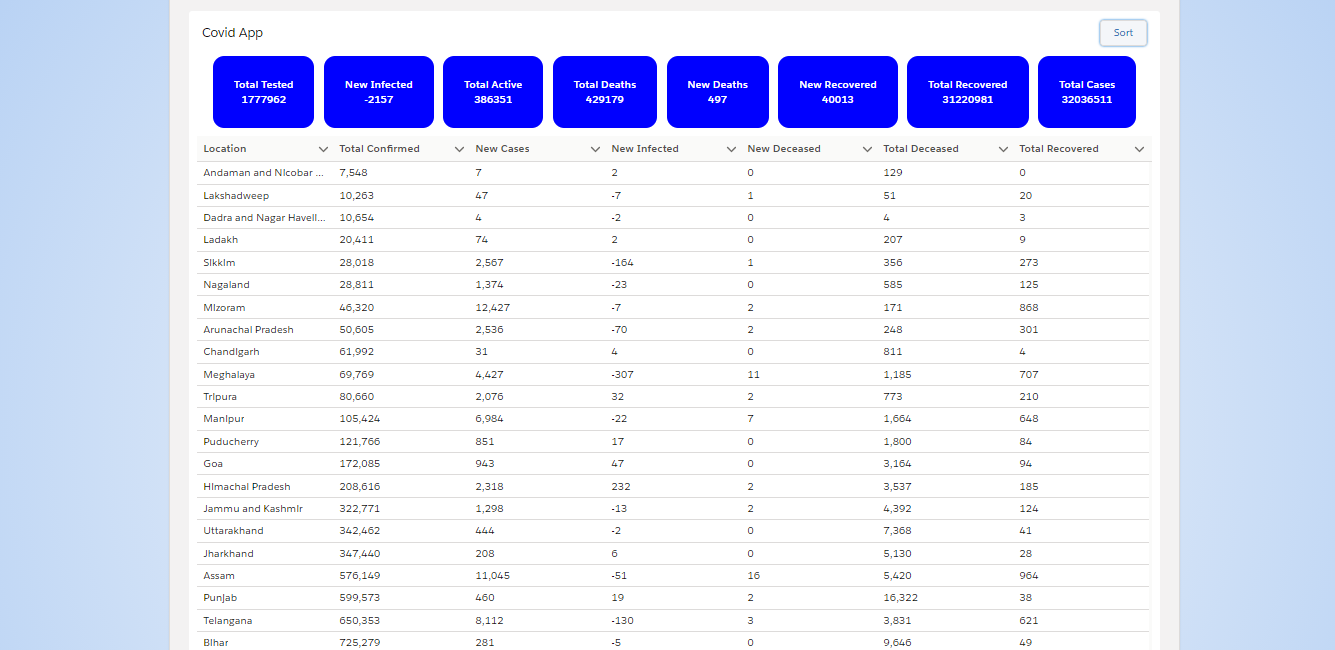 Covid App
Sort
Total Tested New Infected Total Active Total Deaths New Deaths New Recovered Total Recovered Total Cases
1777962 -2157 386351 429179 497 40013 31220981 32036511
Location Total Confirmed New Cases New Infected New Deceased Total Deceased Total Recovered
Andaman and Nicobar ... 7,548 7 2 0 129 0
Lakshadweep 10,263 47 -7 1 51 20
Dadra and Nagar Havell... 10,654 4 -2 0 4 3
Ladakh 20,411 74 2 0 207 9
Sikkim 28,018 2,567 -164 1 356 273
Nagaland 28,811 1,374 -23 0 585 125
Mizoram 46,320 12,427 -7 2 171 868
Arunachal Pradesh 50,605 2,536 -70 2 248 301
Chandigarh 61,992 31 4 0 811 4
Meghalaya 69,769 4,427 -307 11 1,185 707
Tripura 80,660 2,076 32 2 773 210
Manipur 105,424 6,984 -22 7 1,664 648
Puducherry 121,766 851 17 0 1,800 84
Goa 172,085 943 47 0 3,164 94
Himachal Pradesh 208,616 2,318 232 2 3,537 185
Jammu and Kashmir 322,771 1,298 -13 2 4,392 124
Uttarakhand 342,462 444 -2 0 7,368 41
Jharkhand 347,440 208 6 0 5,130 28
Assam 576,149 11,045 -51 16 5,420 964
Punjab 599,573 460 19 2 16,322 38
Telangana 650,353 8,112 -130 3 3,831 621
Bihar 725,279 281 -5 0 9,646 49